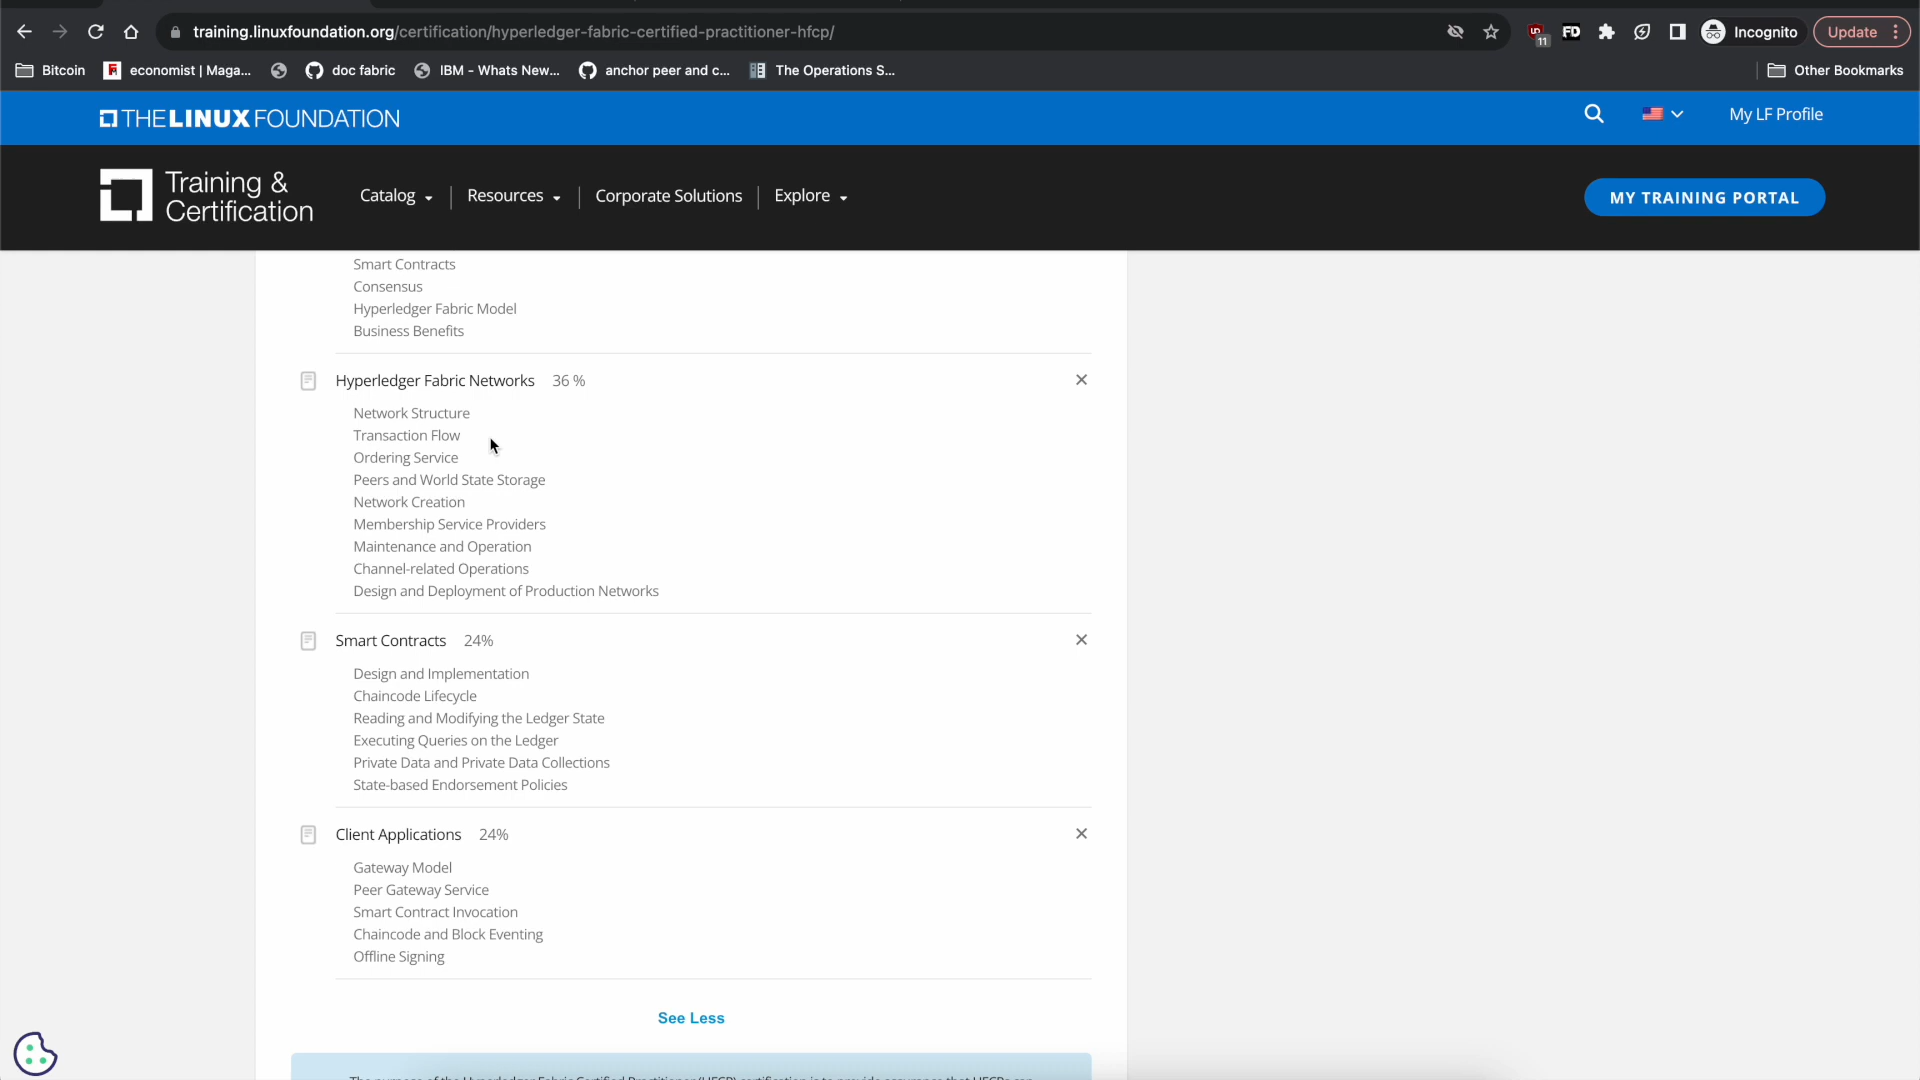 training.linuxfoundation.org/certification/hyperledger-fabric-certified-practitioner-hfcp/
11
FD
Incognito
Update
Bitcoin
economist | Maga...
doc fabric
IBM - Whats New...
anchor peer and c...
The Operations S...
Other Bookmarks
THE LINUX FOUNDATION
My LF Profile
Training &
Certification
Catalog
Resources
Corporate Solutions
Explore
MY TRAINING PORTAL
Smart Contracts
Consensus
Hyperledger Fabric Model
Business Benefits
Hyperledger Fabric Networks 36 %
Network Structure
Transaction Flow
Ordering Service
Peers and World State Storage
Network Creation
Membership Service Providers
Maintenance and Operation
Channel-related Operations
Design and Deployment of Production Networks
Smart Contracts 24%
Design and Implementation
Chaincode Lifecycle
Reading and Modifying the Ledger State
Executing Queries on the Ledger
Private Data and Private Data Collections
State-based Endorsement Policies
Client Applications 24%
Gateway Model
Peer Gateway Service
Smart Contract Invocation
Chaincode and Block Eventing
Offline Signing
See Less